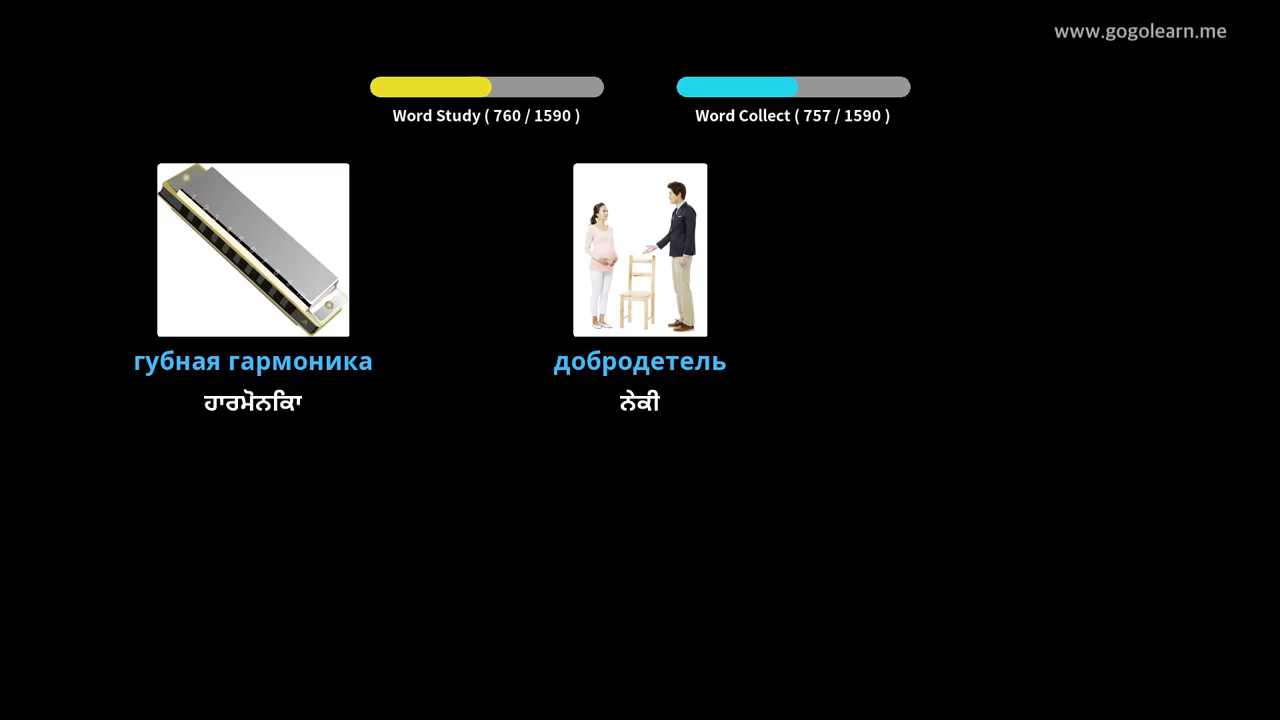 www.gogolearn.me
Word Study ( 760 / 1590 )
Word Collect ( 757 / 1590 )
губная гармоника
ਹਾਰਮੋਨਿਕਾ
добродетель
ਨੇਕੀ